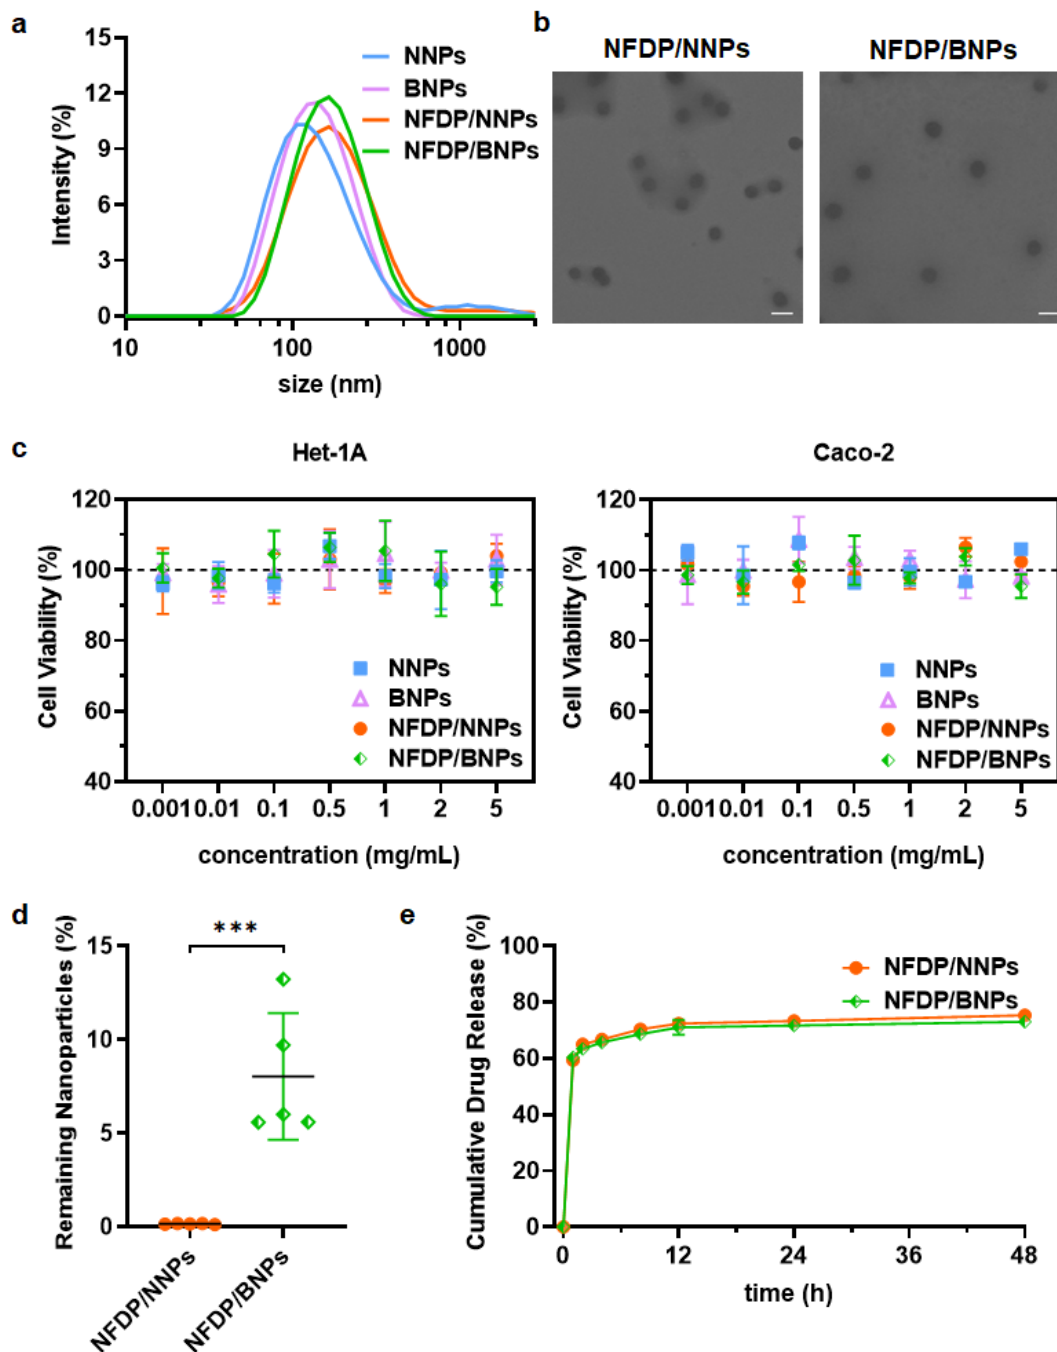 a
15
12
9
6
3
0
Intensity (%)
10 100 1000
size (nm)
NNPs
BNPs
NFDP/NNPs
NFDP/BNPs
b
NFDP/NNPs NFDP/BNPs
c
Het-1A
120
100
80
60
40
Cell Viability (%)
NNPs
BNPs
NFDP/NNPs
NFDP/BNPs
0.001 0.01 0.1 0.5 1 2 5
concentration (mg/mL)
Caco-2
120
100
80
60
40
Cell Viability (%)
NNPs
BNPs
NFDP/NNPs
NFDP/BNPs
0.001 0.01 0.1 0.5 1 2 5
concentration (mg/mL)
d
***
15
10
5
0
Remaining Nanoparticles (%)
NFDP/NNPs
NFDP/BNPs
e
100
80
60
40
20
0
Cumulative Drug Release (%)
NFDP/NNPs
NFDP/BNPs
0 12 24 36 48
time (h)